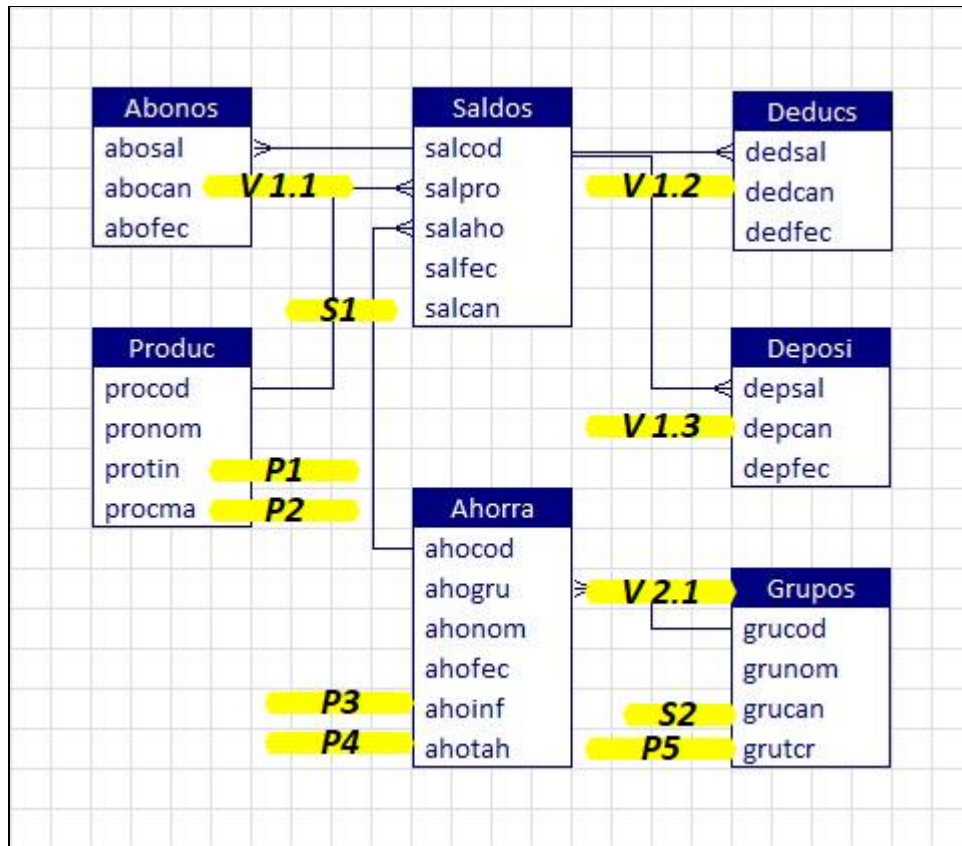 Abonos
abosal
abocan
abofec
V 1.1
Saldos
salcod
salpro
salaho
salfec
salcan
S1
Deducs
dedsal
dedcan
dedfec
V 1.2
Produc
procod
pronom
protin
procma
P1
P2
Deposi
depsal
depcan
depfec
V 1.3
Ahorra
ahocod
ahogru
ahonom
ahofec
ahoinf
ahotah
P3
P4
V 2.1
Grupos
grucod
grunom
grucan
grutcr
S2
P5